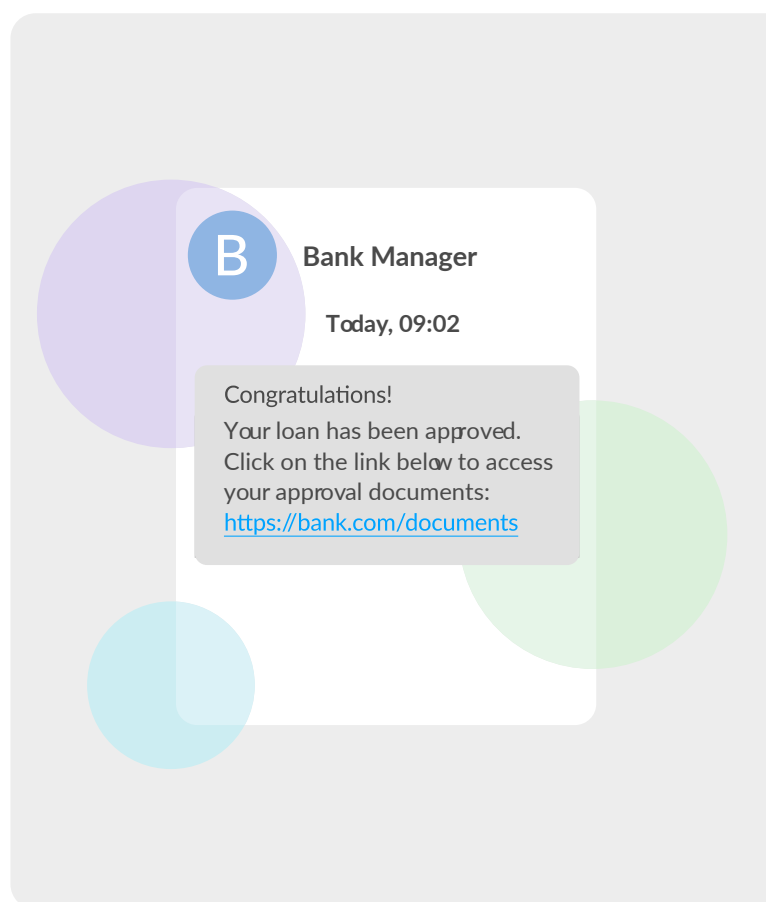 B
Bank Manager
Today, 09:02
Congratulations!
Your loan has been approved.
Click on the link below to access
your approval documents:
https://bank.com/documents